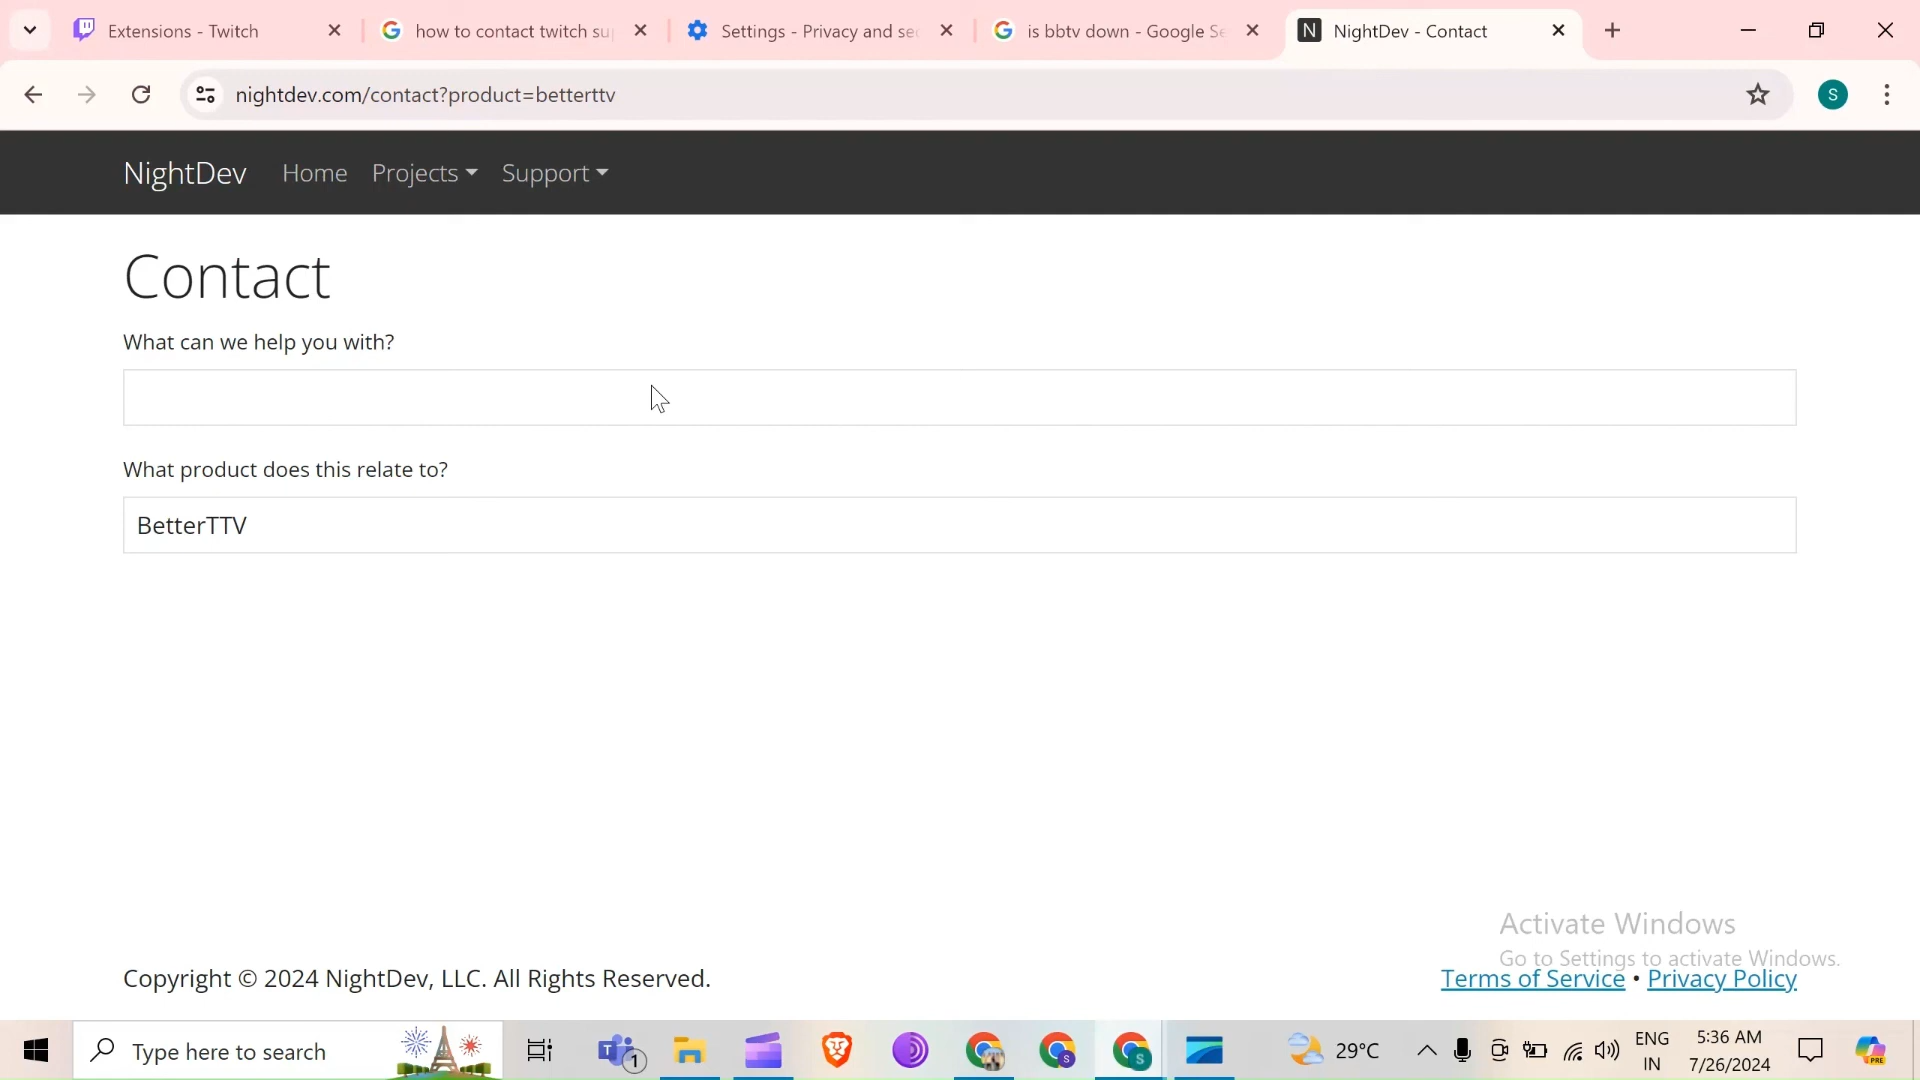 Extensions - Twitch
how to contact twitch su
Settings - Privacy and se
is bbtv down - Google Se
N
NightDev - Contact
nightdev.com/contact?product=betterttv
S
NightDev
Home
Projects
Support
Contact
What can we help you with?
What product does this relate to?
BetterTTV
Activate Windows
Go to Settings to activate Windows.
Copyright © 2024 NightDev, LLC. All Rights Reserved.
Terms of Service • Privacy Policy
Type here to search
1
S
S
29°C
ENG
IN
5:36 AM
7/26/2024
PRE